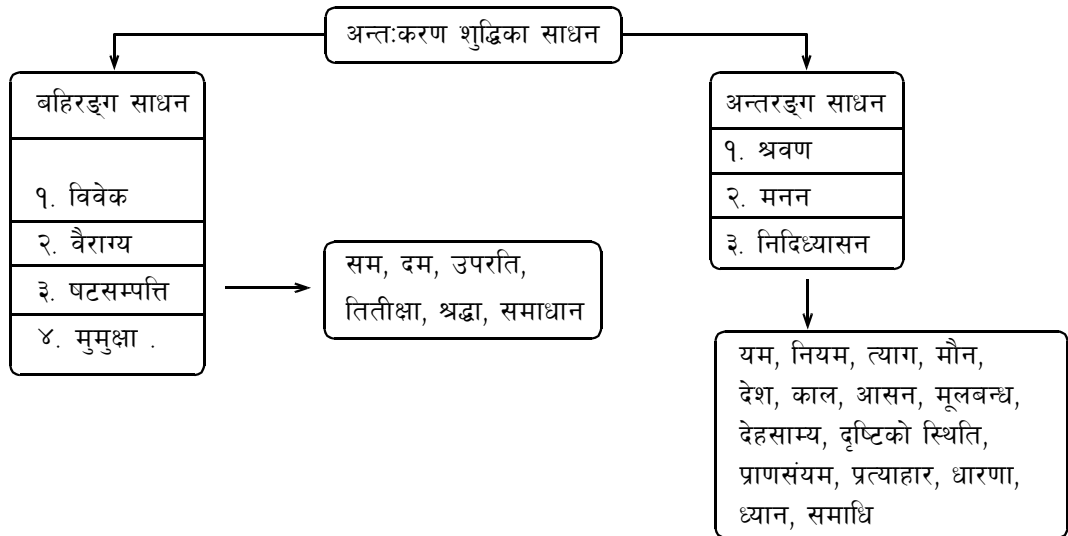 अन्त:करण शुद्धिका साधन
बहिरङ्ग साधन
१. विवेक
२. वैराग्य
३. षटसम्पत्ति
४. मुमुक्षा .
सम, दम, उपरति,
तितीक्षा, श्रद्धा, समाधान
अन्तरङ्ग साधन
१. श्रवण
२. मनन
३. निदिध्यासन
यम, नियम, त्याग, मौन,
देश, काल, आसन, मूलबन्ध,
देहसाम्य, दृष्टिको स्थिति,
प्राणसंयम, प्रत्याहार, धारणा,
ध्यान, समाधि